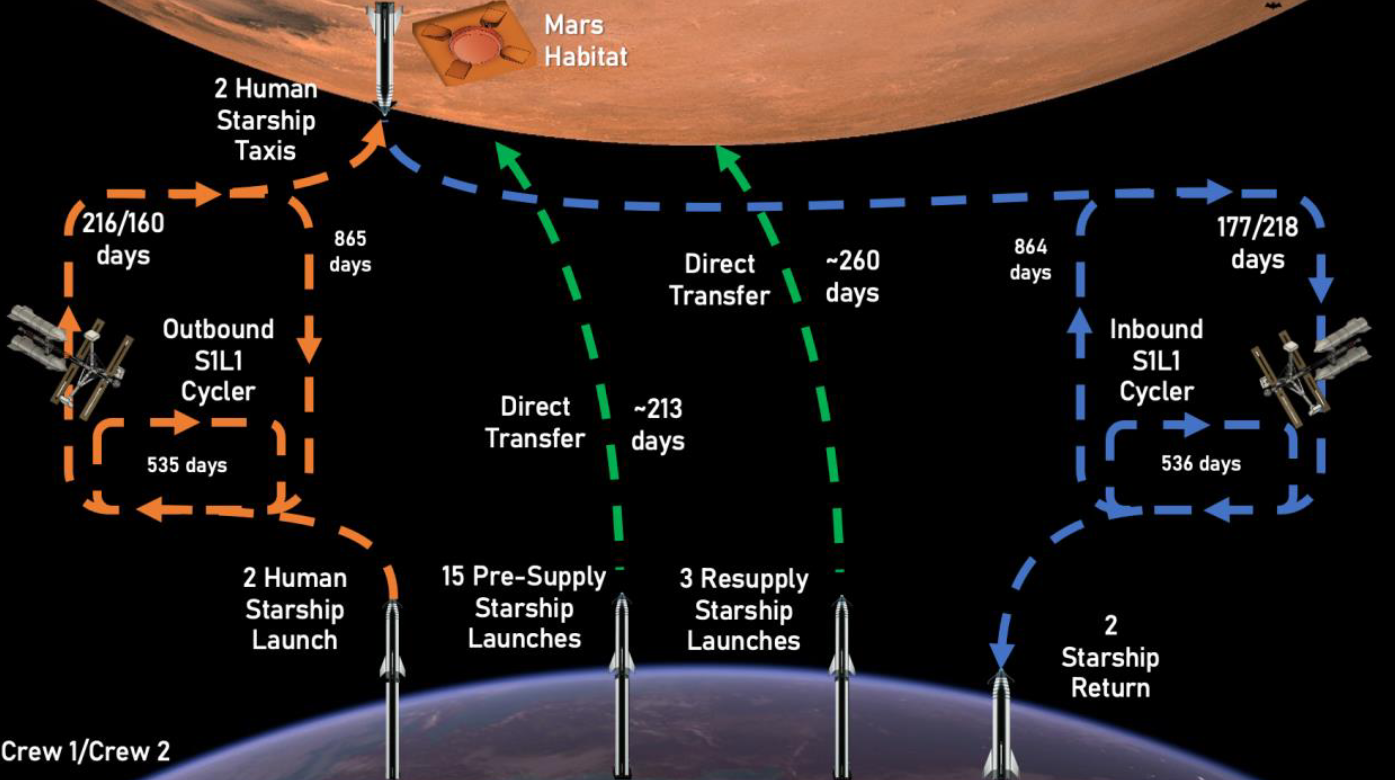 Mars
Habitat
2 Human
Starship
Taxis
216/160
days
865
days
Direct
Transfer
~260
days
864
days
177/218
days
Outbound
S1L1
Cycler
Inbound
S1L1
Cycler
Direct
Transfer
~213
days
535 days
536 days
2 Human
Starship
Launch
15 Pre-Supply
Starship
Launches
3 Resupply
Starship
Launches
2
Starship
Return
Crew 1/Crew 2